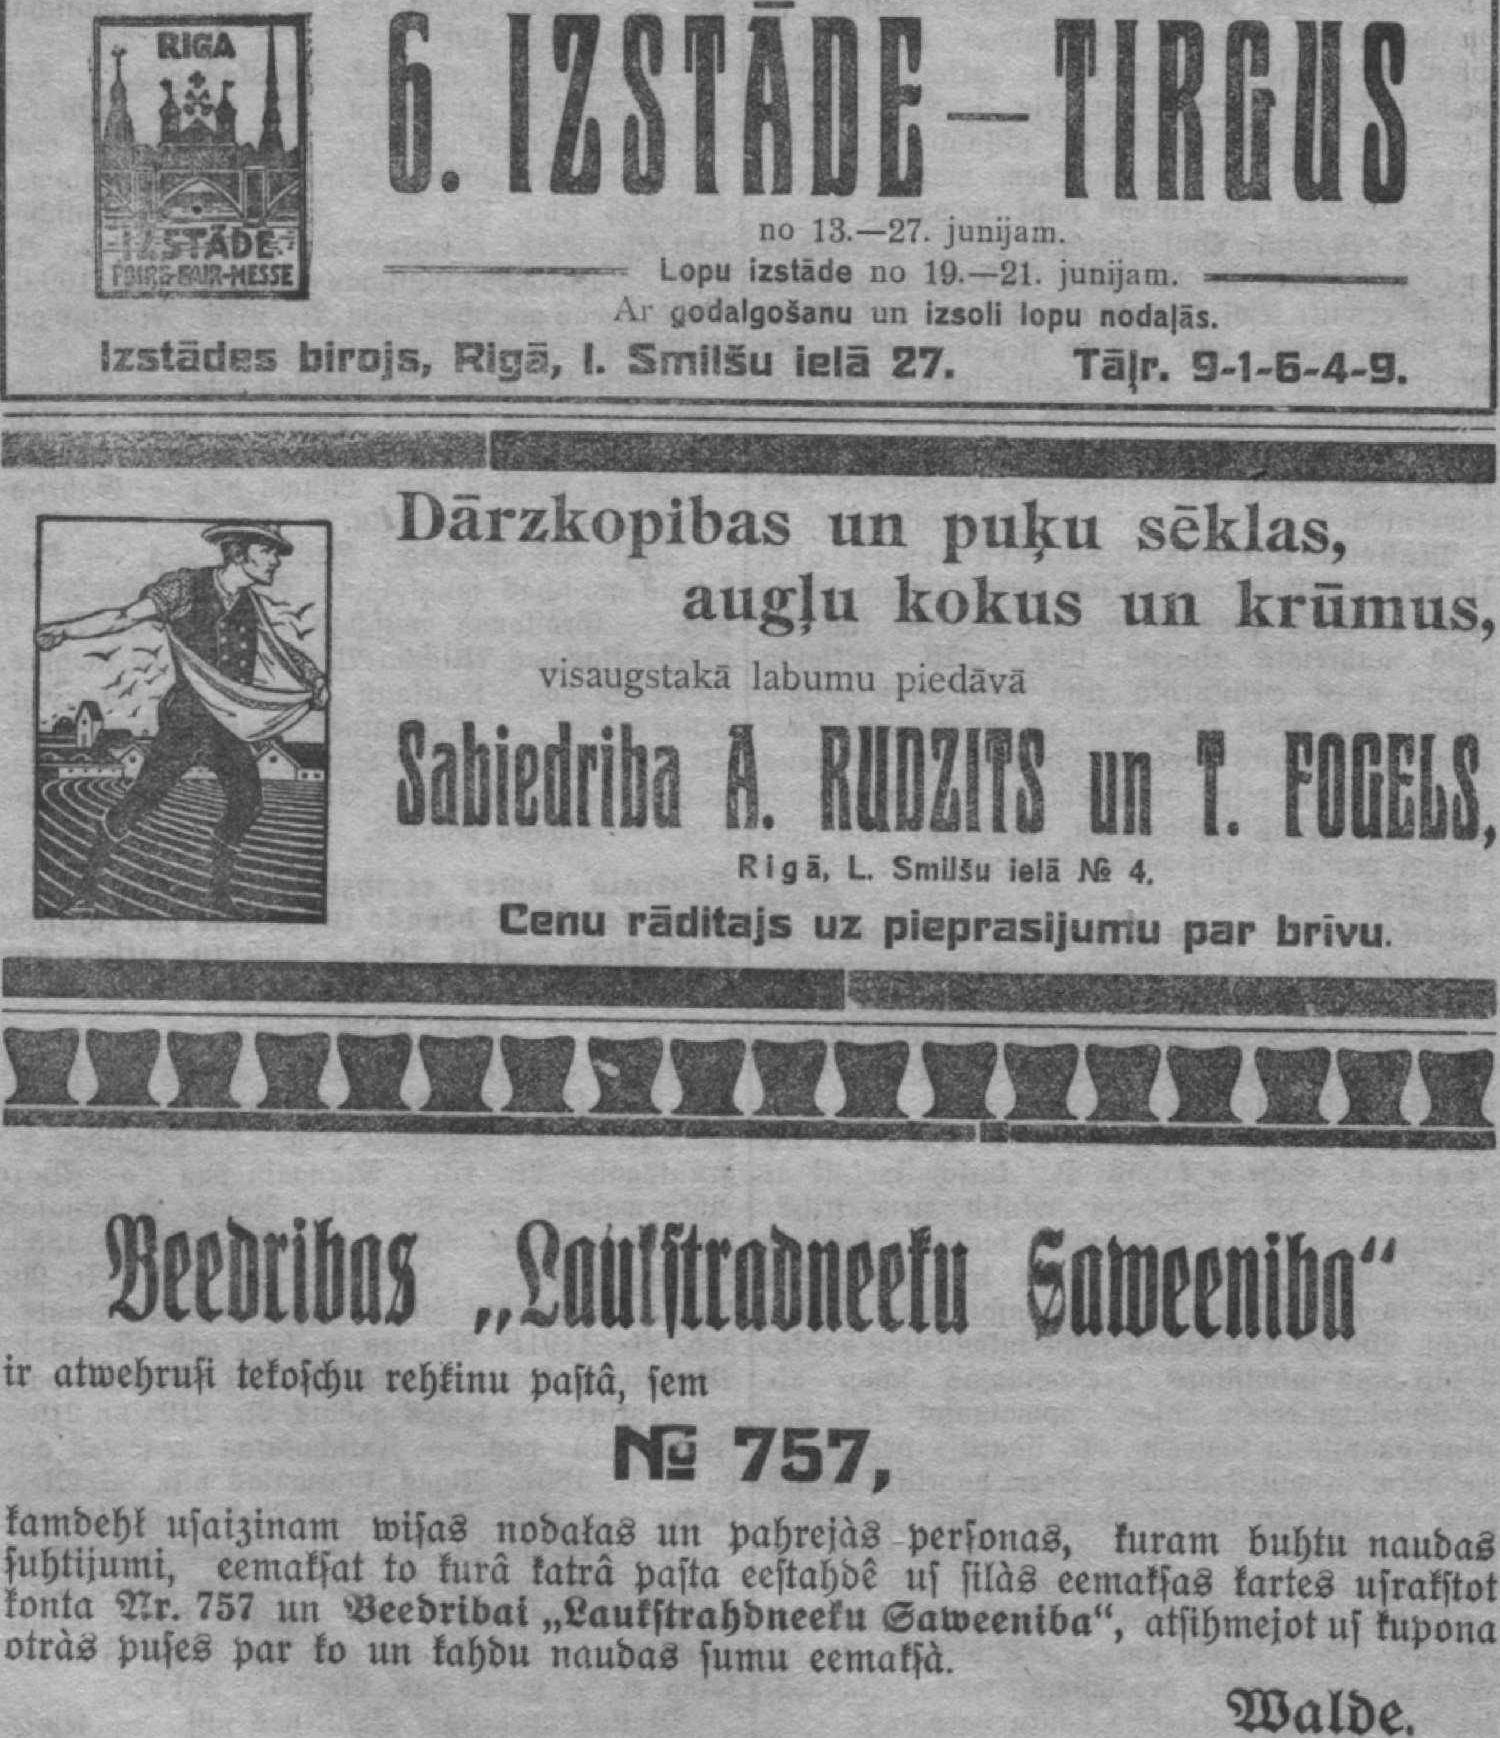 RIGA
IZSTĀDE
FOIRE-FAIR-MESSE
6. IZSTĀDE—TIRGUS
no 13.—27. junijam.
Lopu izstāde no 19.—21. junijam.
Ar godalgošanu un izsoli lopu nodaļās.
Izstādes birojs, Rigā, l. Smilšu ielā 27. Tāļr. 9-1-6-4-9.
Dārzkopibas un puķu sēklas,
augļu kokus un krūmus,
visaugstakā labumu piedāvā
Sabiedriba A. RUDZITS un T. FOGELS,
Rigā, L. Smilšu ielā № 4.
Cenu rāditajs uz pieprasijumu par brīvu.
Beedribas „Laukſtradneeku Saweeniba“
ir atwehruſi tekoſchu rehkinu paſtâ, ſem
№ 757,
kamdehł uſaizinam wiſas nodałas un pahrejàs perſonas, kuram buhtu naudas
ſuhtijumi, eemakſat to kurâ katrâ paſta eeſtahdê uſ ſilàs eemakſas kartes uſrakſtot
konta Nr. 757 un Beedribai „Laukſtrahdneeku Saweeniba“, atſihmejot uſ kupona
otràs puſes par ko un kahdu naudas ſumu eemakſà.
Walde.